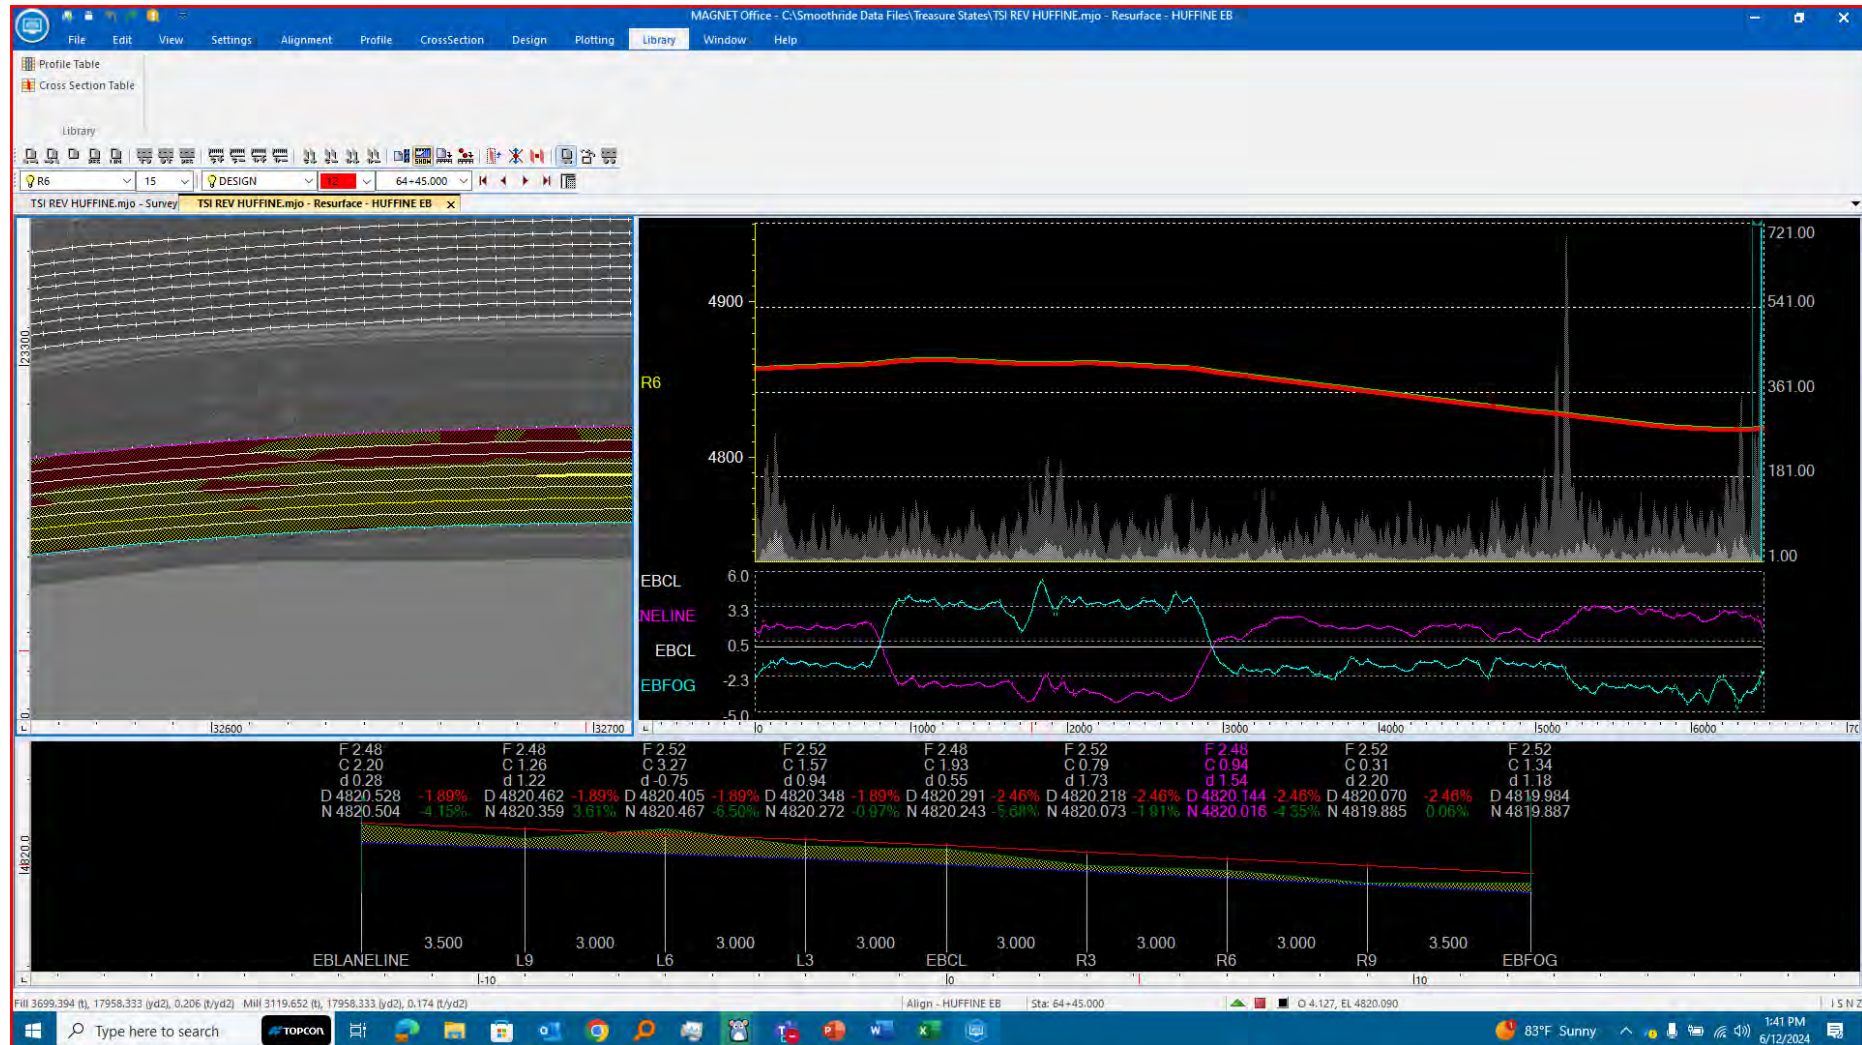 MAGNET Office - C:\Smoothride Data Files\Treasure States\TSI REV HUFFINE.mjo - Resurface - HUFFINE EB
File Edit View Settings Alignment Profile CrossSection Design Plotting Library Window Help
Profile Table
Cross Section Table
Library
R6 15 DESIGN 12 64+45.000
TSI REV HUFFINE.mjo - Survey TSI REV HUFFINE.mjo - Resurface - HUFFINE EB x
23300
0
32600 32700
721.00
4900 541.00
R6 361.00
4800 181.00
1.00
EBCL 6.0
NELINE 3.3
EBCL 0.5
EBFOG -2.3
-5.0
0 1000 2000 3000 4000 5000 6000 70
F 2.48 F 2.48 F 2.52 F 2.52 F 2.48 F 2.52 F 2.48 F 2.52 F 2.52
C 2.20 C 1.26 C 3.27 C 1.57 C 1.93 C 0.79 C 0.94 C 0.31 C 1.34
d 0.28 d 1.22 d -0.75 d 0.94 d 0.55 d 1.73 d 1.54 d 2.20 d 1.18
D 4820.528 -1.89% D 4820.462 -1.89% D 4820.405 -1.89% D 4820.348 -1.89% D 4820.291 -2.46% D 4820.218 -2.46% D 4820.144 -2.46% D 4820.070 -2.46% D 4819.984
N 4820.504 -4.15% N 4820.359 3.61% N 4820.467 -6.50% N 4820.272 -0.97% N 4820.243 -5.68% N 4820.073 -1.91% N 4820.016 -4.35% N 4819.885 0.06% N 4819.887
4820.0
3.500 3.000 3.000 3.000 3.000 3.000 3.000 3.500
EBLANELINE L9 L6 L3 EBCL R3 R6 R9 EBFOG
-10 0 10
Fill 3699.394 (t), 17958.333 (yd2), 0.206 (t/yd2) Mill 3119.652 (t), 17958.333 (yd2), 0.174 (t/yd2) Align - HUFFINE EB Sta: 64+45.000 O 4.127, EL 4820.090 I S N Z
Type here to search TOPCON 83°F Sunny 1:41 PM
6/12/2024